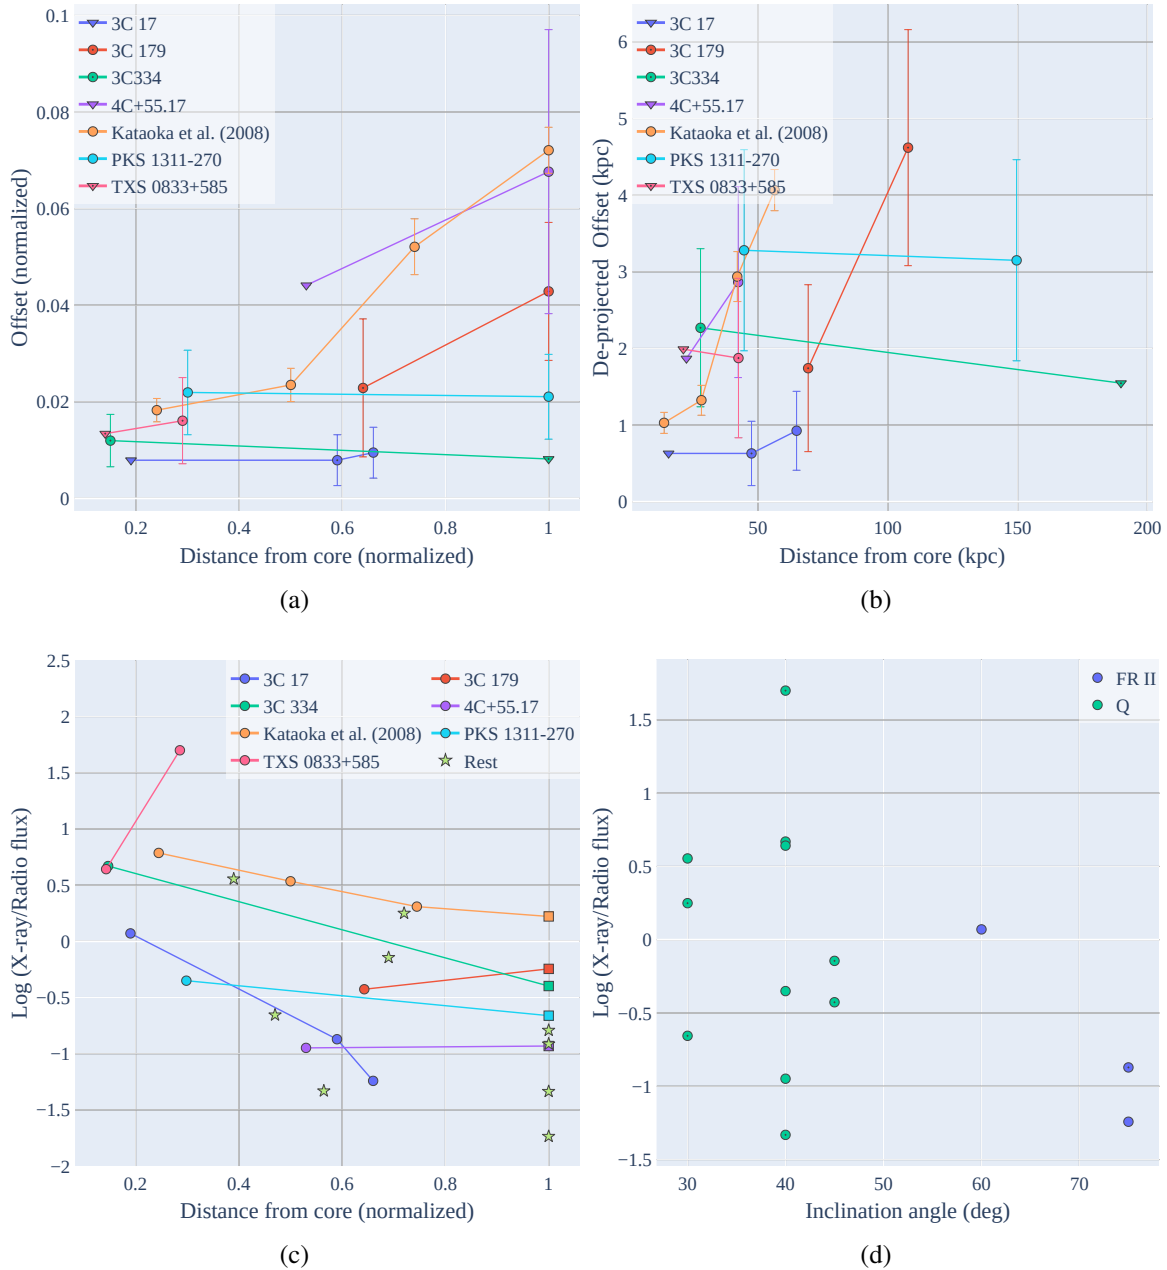 3C 17
3C 179
3C334
4C+55.17
Kataoka et al. (2008)
PKS 1311-270
TXS 0833+585
0.1
0.08
0.06
0.04
0.02
0
Offset (normalized)
0.2 0.4 0.6 0.8 1
Distance from core (normalized)
(a)
3C 17
3C 179
3C334
4C+55.17
Kataoka et al. (2008)
PKS 1311-270
TXS 0833+585
6
5
4
3
2
1
0
De-projected Offset (kpc)
50 100 150 200
Distance from core (kpc)
(b)
3C 17 3C 179
3C 334 4C+55.17
Kataoka et al. (2008) PKS 1311-270
TXS 0833+585 Rest
2.5
2
1.5
1
0.5
0
−0.5
−1
−1.5
−2
Log (X-ray/Radio flux)
0.2 0.4 0.6 0.8 1
Distance from core (normalized)
(c)
FR II
Q
1.5
1
0.5
0
−0.5
−1
−1.5
Log (X-ray/Radio flux)
30 40 50 60 70
Inclination angle (deg)
(d)